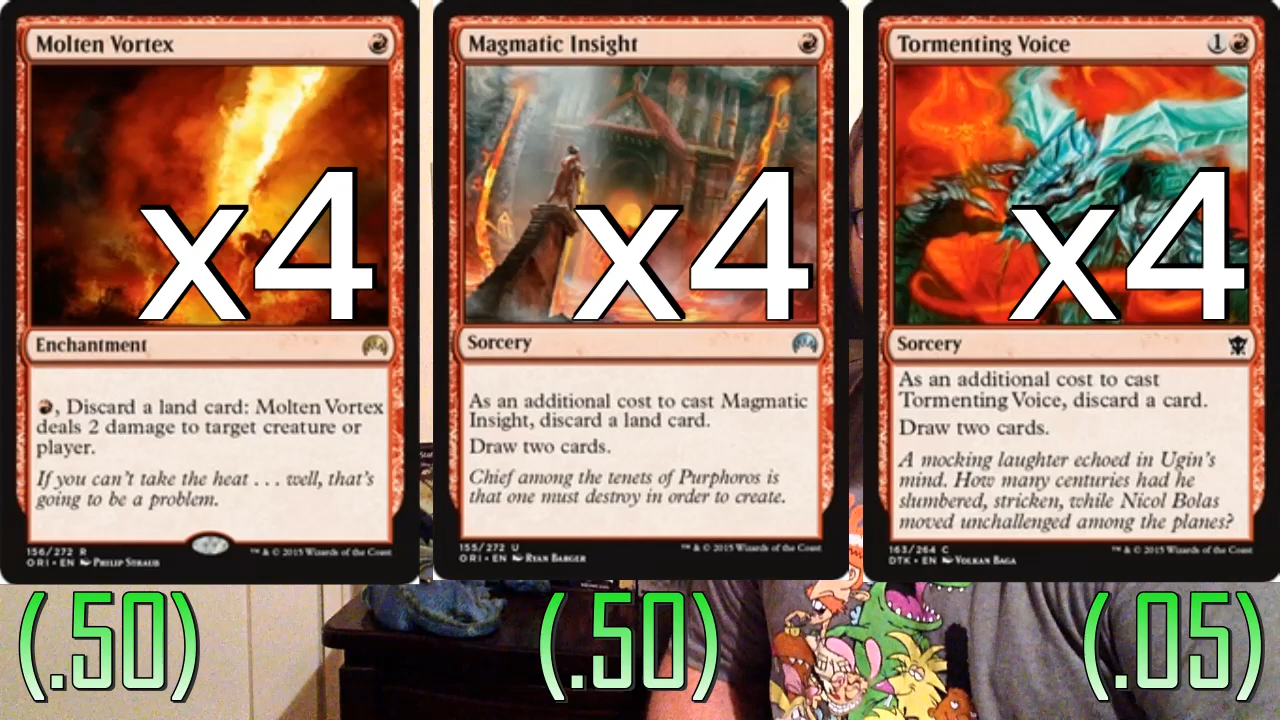 Molten Vortex
Enchantment
, Discard a land card: Molten Vortex
deals 2 damage to target creature or
player.
If you can't take the heat . . . well, that's
going to be a problem.
156/272 R
ORI • EN Philip Straub
™ & © 2015 Wizards of the Coast
x4
(.50)
Magmatic Insight
Sorcery
As an additional cost to cast Magmatic
Insight, discard a land card.
Draw two cards.
Chief among the tenets of Purphoros is
that one must destroy in order to create.
155/272 U
ORI • EN Ryan Barger
™ & © 2015 Wizards of the Coast
x4
(.50)
Tormenting Voice 1
Sorcery
As an additional cost to cast
Tormenting Voice, discard a card.
Draw two cards.
A mocking laughter echoed in Ugin's
mind. How many centuries had he
slumbered, stricken, while Nicol Bolas
moved unchallenged among the planes?
163/264 C
DTK • EN Volkan Baga
™ & © 2015 Wizards of the Coast
x4
(.05)